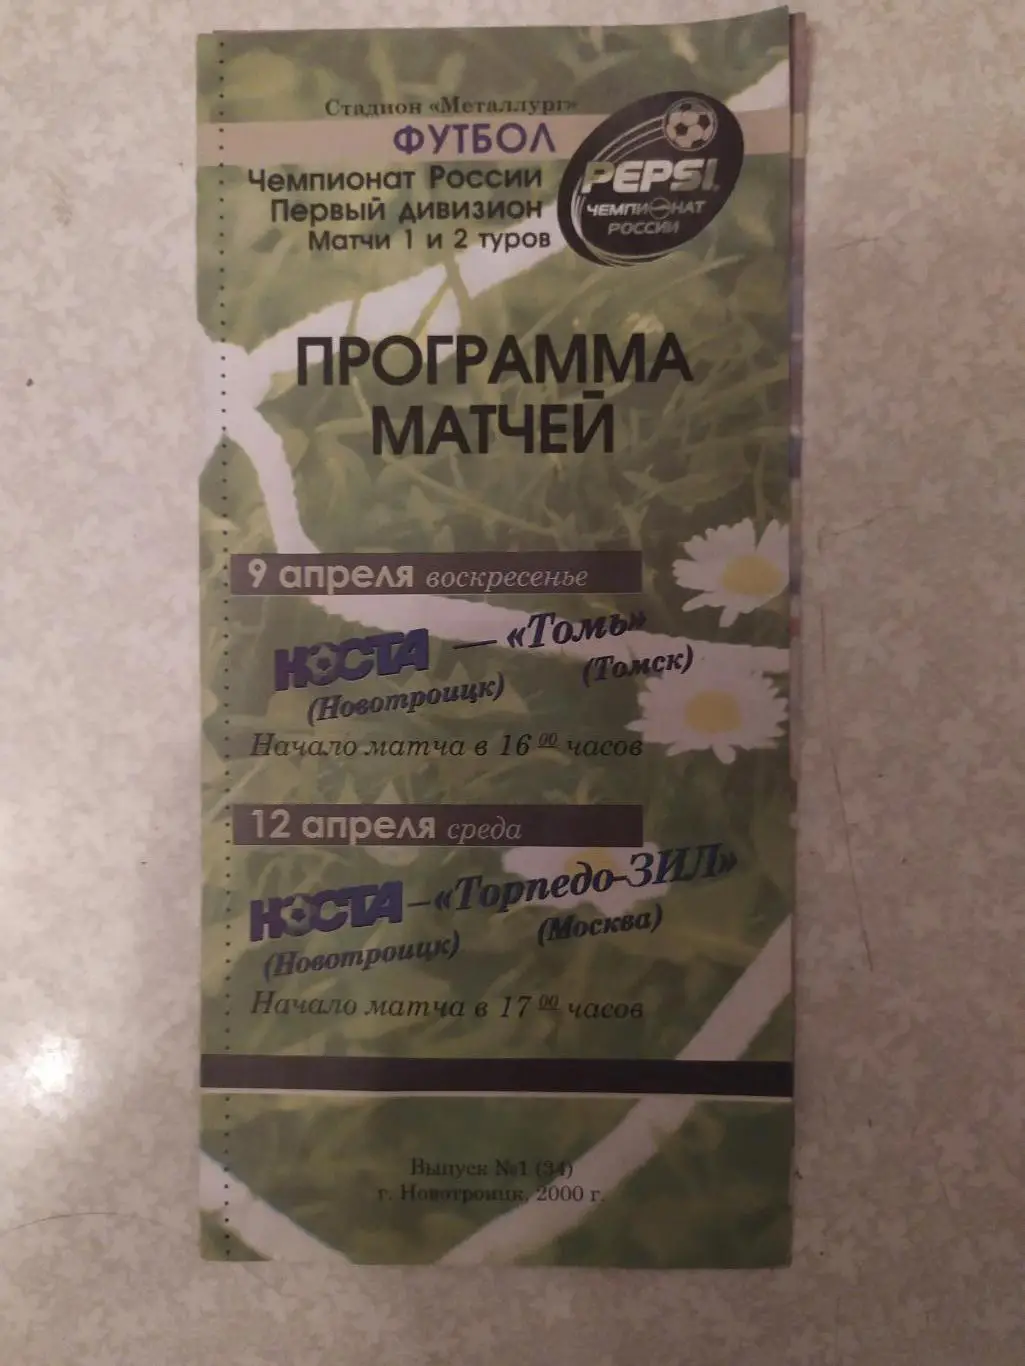 Стадион «Металлург»
ФУТБОЛ
Чемпионат России
Первый дивизион
Матчи 1 и 2 туров
PEPSI
ЧЕМПИОНАТ
РОССИИ
ПРОГРАММА
МАТЧЕЙ
9 апреля воскресенье
НОСТА — «Томь»
(Новотроицк) (Томск)
Начало матча в 16 00 часов
12 апреля среда
НОСТА – «Торпедо-ЗИЛ»
(Новотроицк) (Москва)
Начало матча в 17 00 часов
Выпуск №1 (34)
г. Новотроицк, 2000 г.